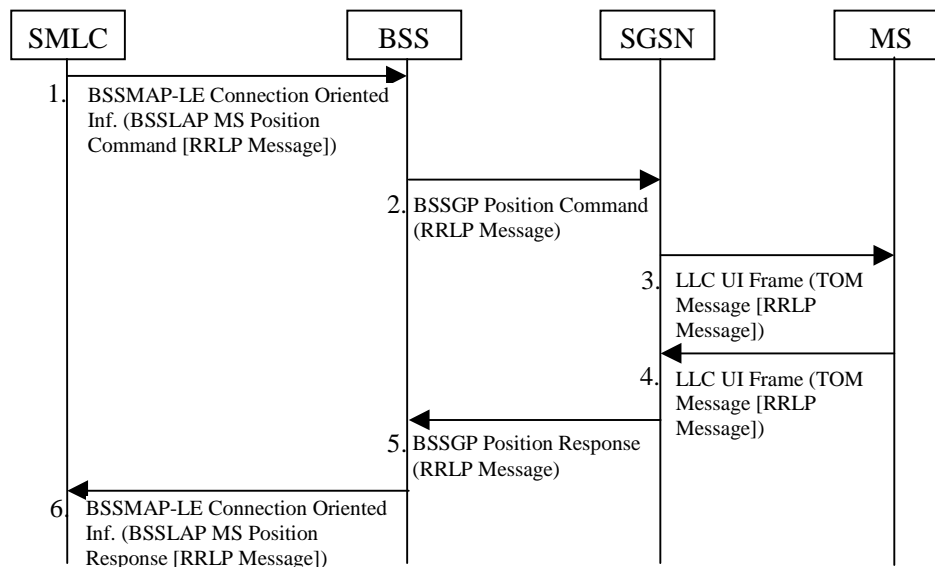 SMLC BSS SGSN MS
1. BSSMAP-LE Connection Oriented
Inf. (BSSLAP MS Position
Command [RRLP Message])
2. BSSGP Position Command
(RRLP Message)
3. LLC UI Frame (TOM
Message [RRLP
Message])
4. LLC UI Frame (TOM
Message [RRLP
Message])
5. BSSGP Position Response
(RRLP Message)
6. BSSMAP-LE Connection Oriented
Inf. (BSSLAP MS Position
Response [RRLP Message])